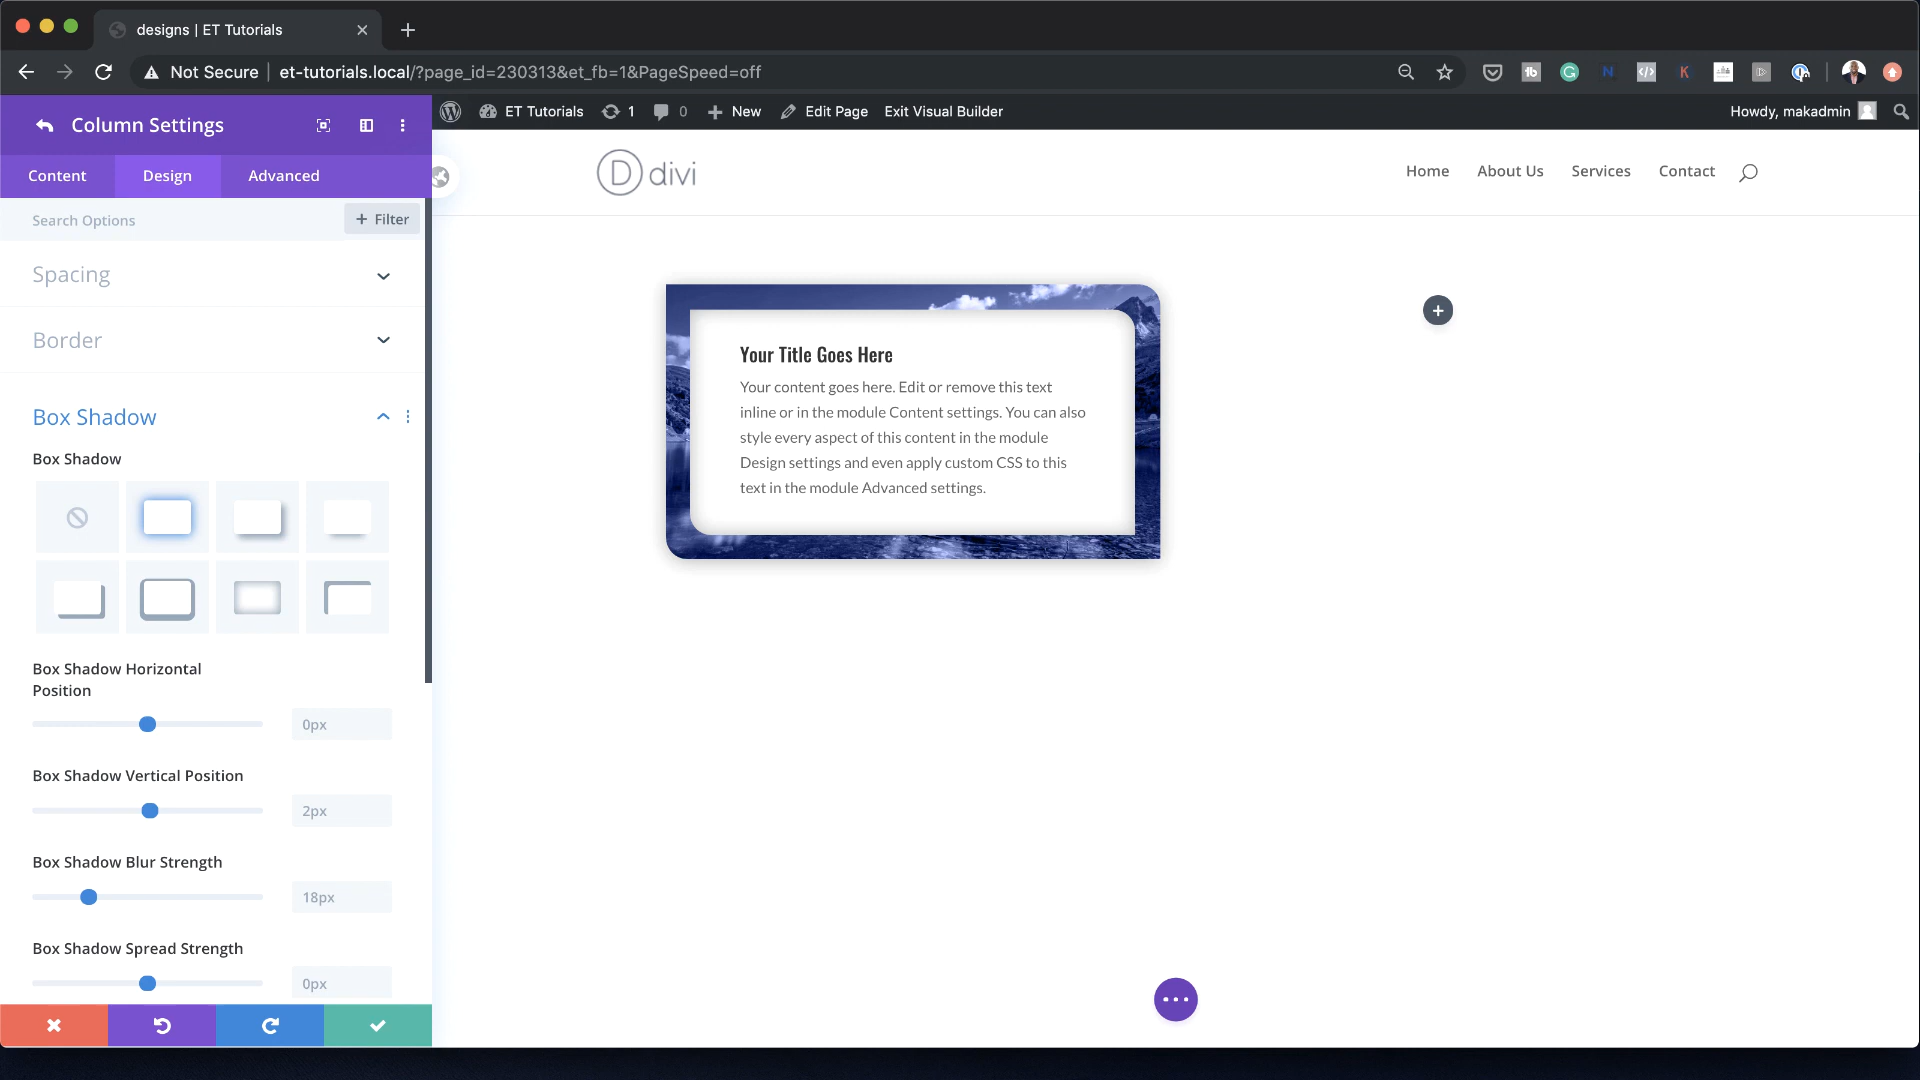 designs | ET Tutorials
Not Secure | et-tutorials.local/?page_id=230313&et_fb=1&PageSpeed=off
ET Tutorials 1 0 New Edit Page Exit Visual Builder Howdy, makadmin
Column Settings
Content Design Advanced
Search Options + Filter
D divi
Home About Us Services Contact
Spacing
Border
Box Shadow
Box Shadow
Box Shadow Horizontal
Position
0px
Box Shadow Vertical Position
2px
Box Shadow Blur Strength
18px
Box Shadow Spread Strength
0px
Your Title Goes Here
Your content goes here. Edit or remove this text
inline or in the module Content settings. You can also
style every aspect of this content in the module
Design settings and even apply custom CSS to this
text in the module Advanced settings.